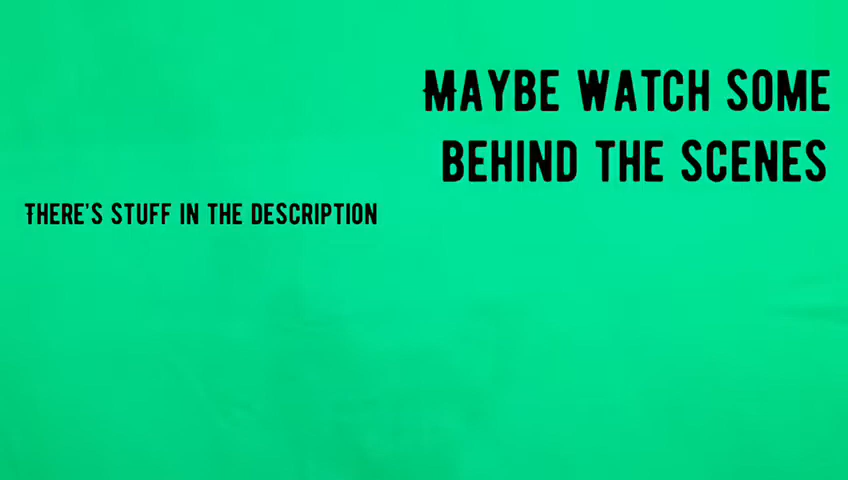 Maybe watch some
behind the scenes
There's stuff in the description